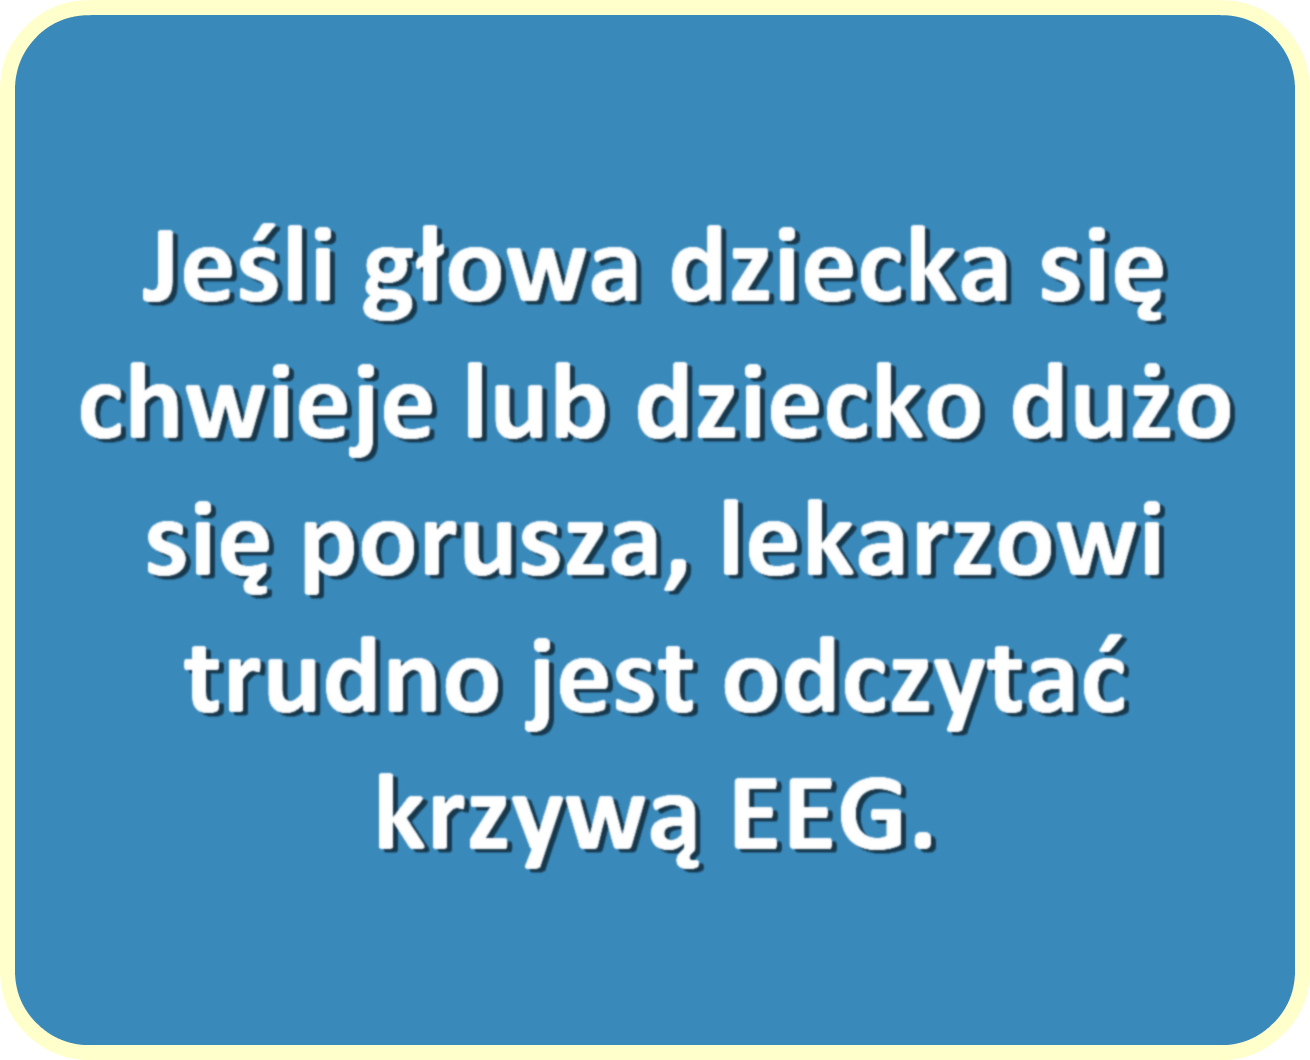 Jeśli głowa dziecka się
chwieje lub dziecko dużo
się porusza, lekarzowi
trudno jest odczytać
krzywą EEG.